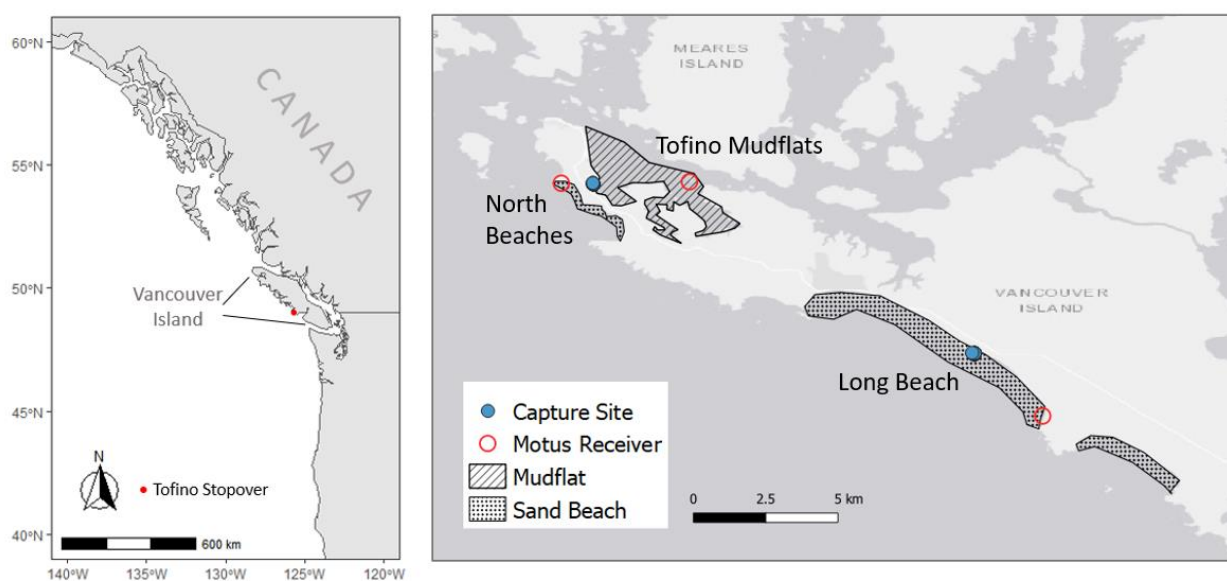 60°N
55°N
50°N
45°N
40°N
140°W
135°W
130°W
125°W
120°W
CANADA
Vancouver
Island
N
Tofino Stopover
600 km
MEARES
ISLAND
Tofino Mudflats
North
Beaches
VANCOUVER
ISLAND
Long Beach
Capture Site
Motus Receiver
Mudflat
Sand Beach
0 2.5 5 km